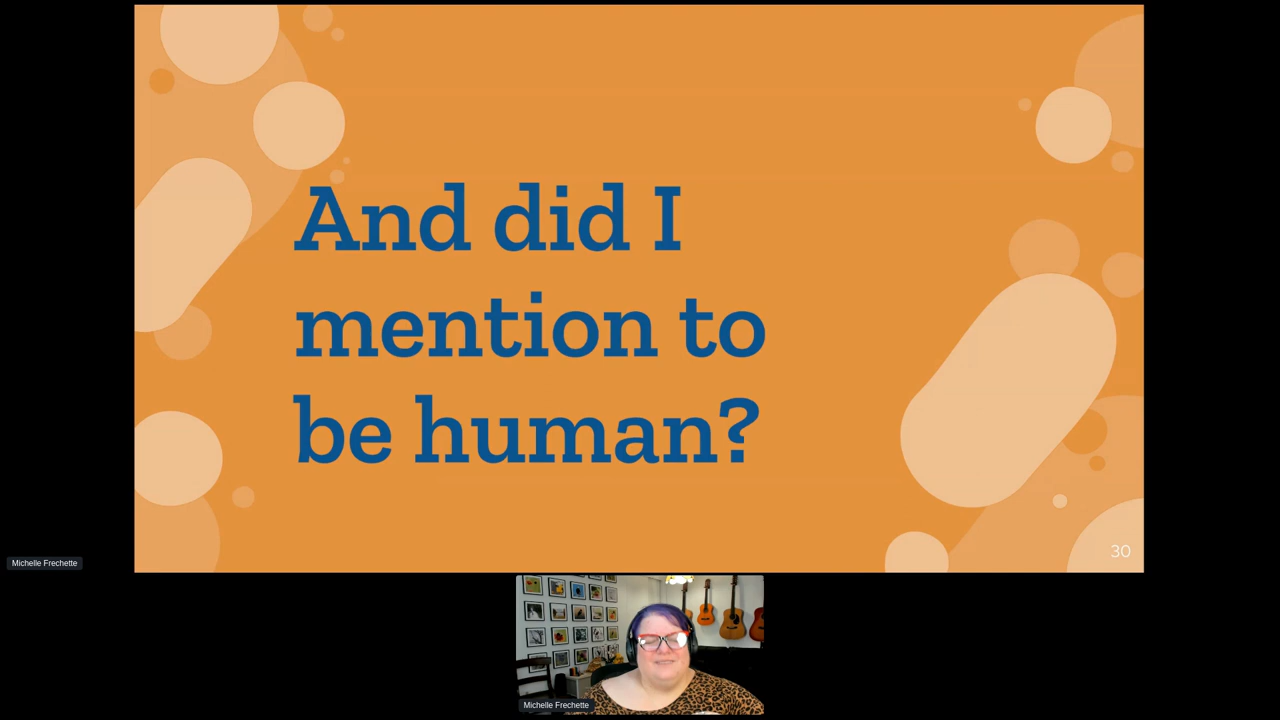 And did I
mention to
be human?
30
Michelle Frechette
Michelle Frechette